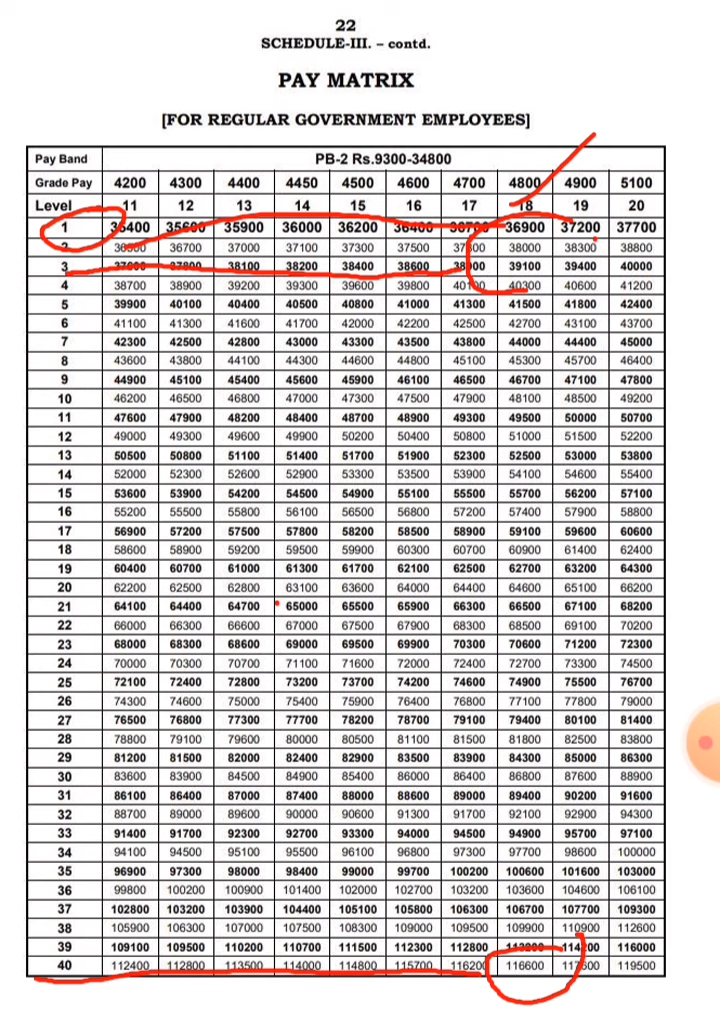 22
SCHEDULE-III. – contd.
PAY MATRIX
[FOR REGULAR GOVERNMENT EMPLOYEES]
Pay Band PB-2 Rs.9300-34800
Grade Pay 4200 4300 4400 4450 4500 4600 4700 4800 4900 5100
Level 11 12 13 14 15 16 17 18 19 20
1 35400 35600 35900 36000 36200 36400 36900 37200 37700
2 36700 37000 37100 37300 37500 38000 38300 38800
3 38100 38200 38400 38600 39100 39400 40000
4 38700 38900 39200 39300 39600 39800 40300 40600 41200
5 39900 40100 40400 40500 40800 41000 41300 41500 41800 42400
6 41100 41300 41600 41700 42000 42200 42500 42700 43100 43700
7 42300 42500 42800 43000 43300 43500 43800 44000 44400 45000
8 43600 43800 44100 44300 44600 44800 45100 45300 45700 46400
9 44900 45100 45400 45600 45900 46100 46500 46700 47100 47800
10 46200 46500 46800 47000 47300 47500 47900 48100 48500 49200
11 47600 47900 48200 48400 48700 48900 49300 49500 50000 50700
12 49000 49300 49600 49900 50200 50400 50800 51000 51500 52200
13 50500 50800 51100 51400 51700 51900 52300 52500 53000 53800
14 52000 52300 52600 52900 53300 53500 53900 54100 54600 55400
15 53600 53900 54200 54500 54900 55100 55500 55700 56200 57100
16 55200 55500 55800 56100 56500 56800 57200 57400 57900 58800
17 56900 57200 57500 57800 58200 58500 58900 59100 59600 60600
18 58600 58900 59200 59500 59900 60300 60700 60900 61400 62400
19 60400 60700 61000 61300 61700 62100 62500 62700 63200 64300
20 62200 62500 62800 63100 63600 64000 64400 64600 65100 66200
21 64100 64400 64700 65000 65500 65900 66300 66500 67100 68200
22 66000 66300 66600 67000 67500 67900 68300 68500 69100 70200
23 68000 68300 68600 69000 69500 69900 70300 70600 71200 72300
24 70000 70300 70700 71100 71600 72000 72400 72700 73300 74500
25 72100 72400 72800 73200 73700 74200 74600 74900 75500 76700
26 74300 74600 75000 75400 75900 76400 76800 77100 77800 79000
27 76500 76800 77300 77700 78200 78700 79100 79400 80100 81400
28 78800 79100 79600 80000 80500 81100 81500 81800 82500 83800
29 81200 81500 82000 82400 82900 83500 83900 84300 85000 86300
30 83600 83900 84500 84900 85400 86000 86400 86800 87600 88900
31 86100 86400 87000 87400 88000 88600 89000 89400 90200 91600
32 88700 89000 89600 90000 90600 91300 91700 92100 92900 94300
33 91400 91700 92300 92700 93300 94000 94500 94900 95700 97100
34 94100 94500 95100 95500 96100 96800 97300 97700 98600 100000
35 96900 97300 98000 98400 99000 99700 100200 100600 101600 103000
36 99800 100200 100900 101400 102000 102700 103200 103600 104600 106100
37 102800 103200 103900 104400 105100 105800 106300 106700 107700 109300
38 105900 106300 107000 107500 108300 109000 109500 109900 110900 112600
39 109100 109500 110200 110700 111500 112300 112800 114200 116000
40 112400 112800 113500 114000 114800 115700 116200 116600 117600 119500